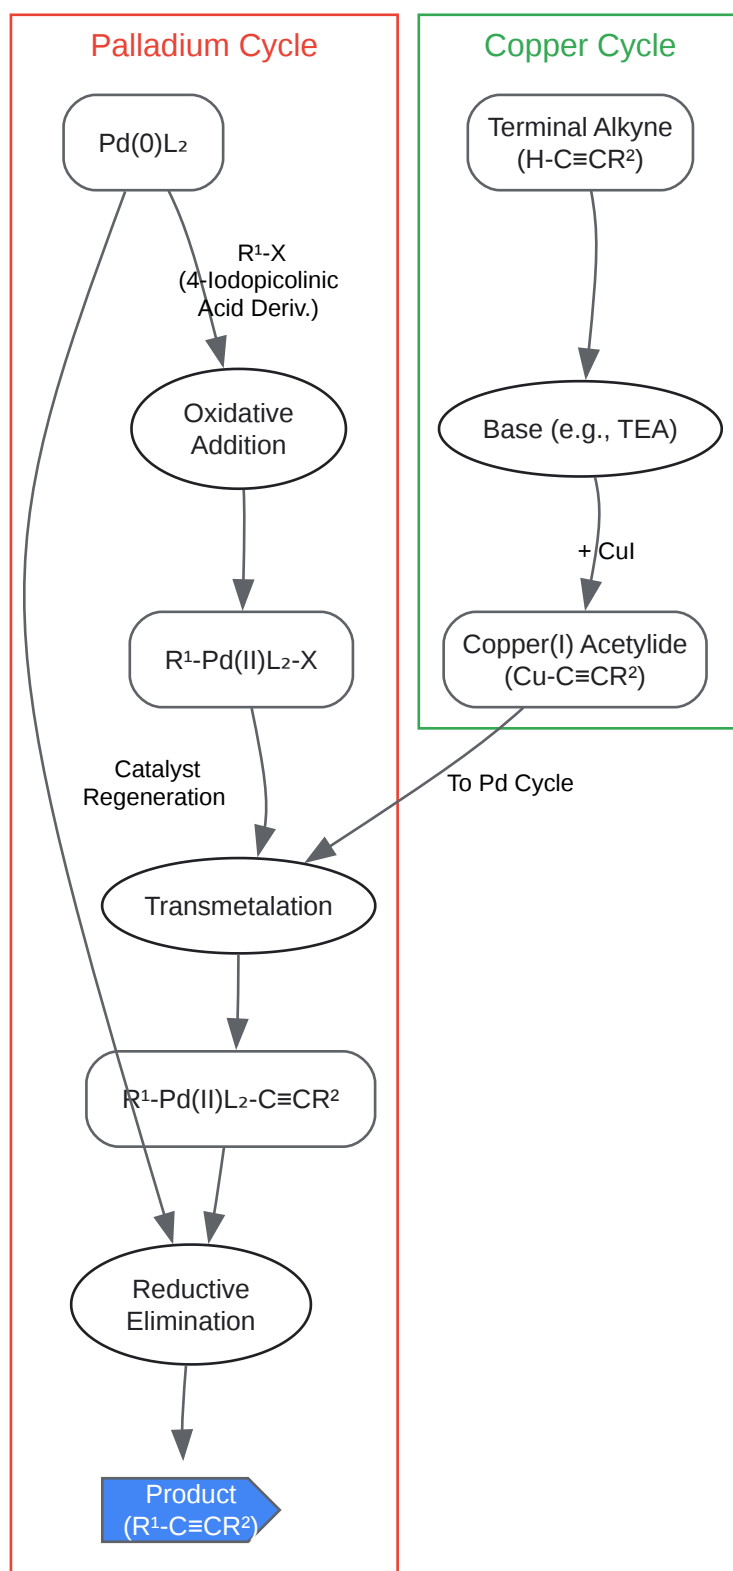 Palladium Cycle
Copper Cycle
Pd(0)L₂
Terminal Alkyne
(H-C≡CR²)
R¹-X
(4-Iodopicolinic
Acid Deriv.)
Oxidative
Addition
Base (e.g., TEA)
+ CuI
R¹-Pd(II)L₂-X
Copper(I) Acetylide
(Cu-C≡CR²)
Catalyst
Regeneration
To Pd Cycle
Transmetalation
R¹-Pd(II)L₂-C≡CR²
Reductive
Elimination
Product
(R¹-C≡CR²)